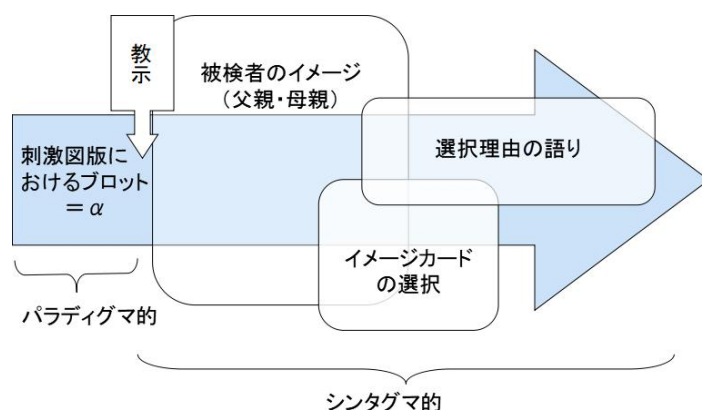 教示
被検者のイメージ
（父親・母親）
刺激図版に
おけるブロット
＝α
選択理由の語り
イメージカード
の選択
パラディグマ的
シンタグマ的